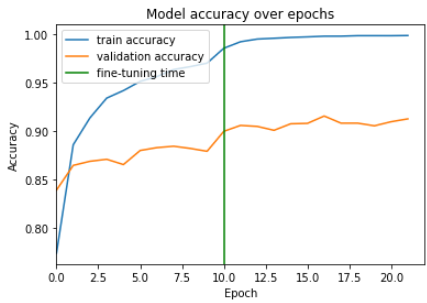 Model accuracy over epochs
1.00
0.95
0.90
0.85
0.80
Accuracy
train accuracy
validation accuracy
fine-tuning time
0.0 2.5 5.0 7.5 10.0 12.5 15.0 17.5 20.0
Epoch